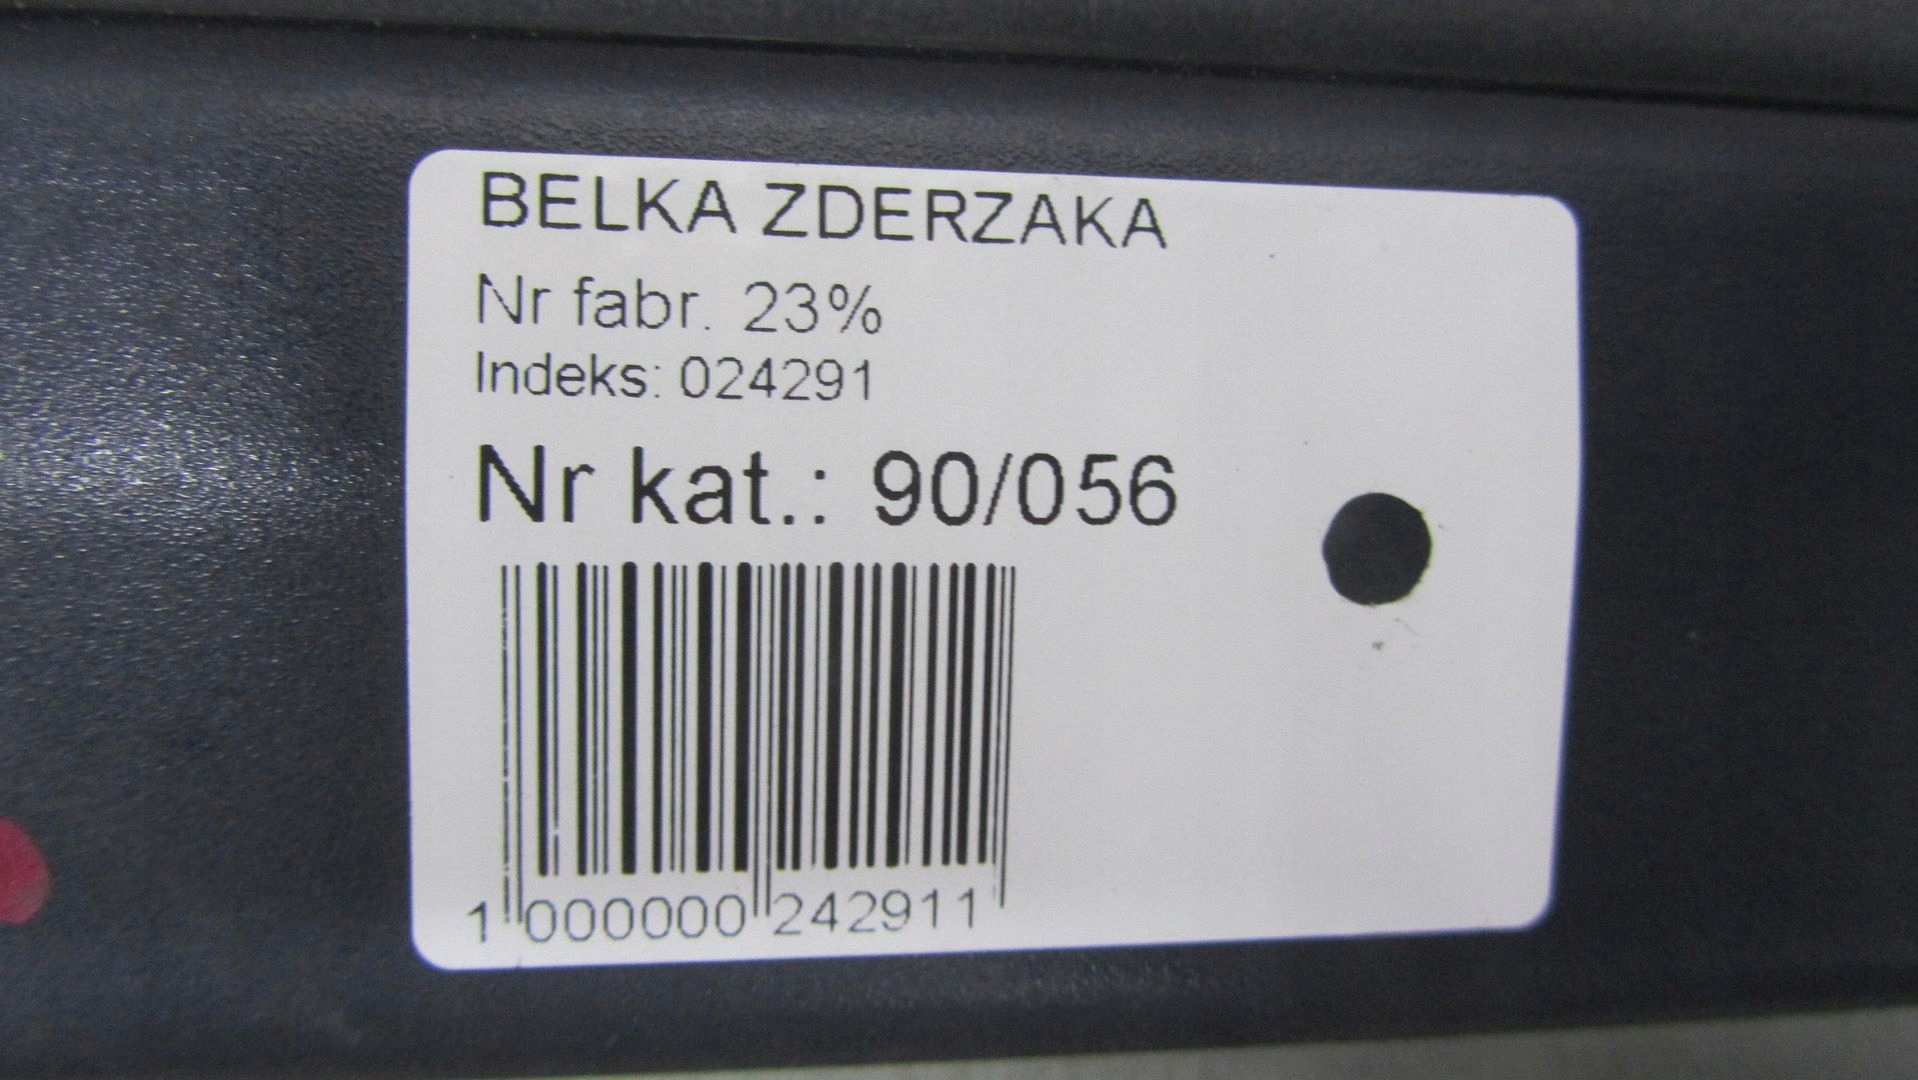 BELKA ZDERZAKA
Nr fabr. 23%
Indeks: 024291
Nr kat.: 90/056
1 000000 242911